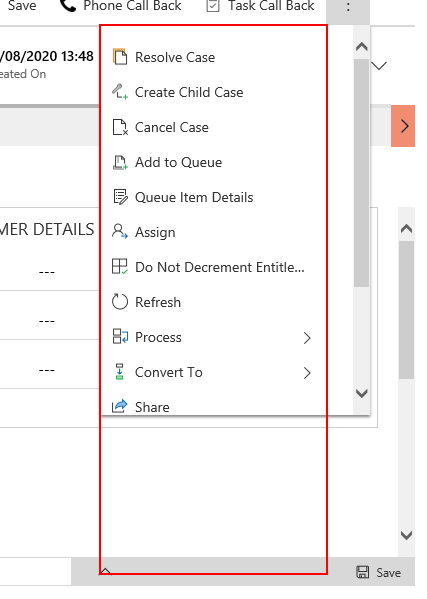 Save Phone Call Back Task Call Back
/08/2020 13:48
eated On
Resolve Case
Create Child Case
Cancel Case
Add to Queue
Queue Item Details
MER DETAILS
Assign
--- Do Not Decrement Entitle...
Refresh
--- Process
--- Convert To
Share
Save